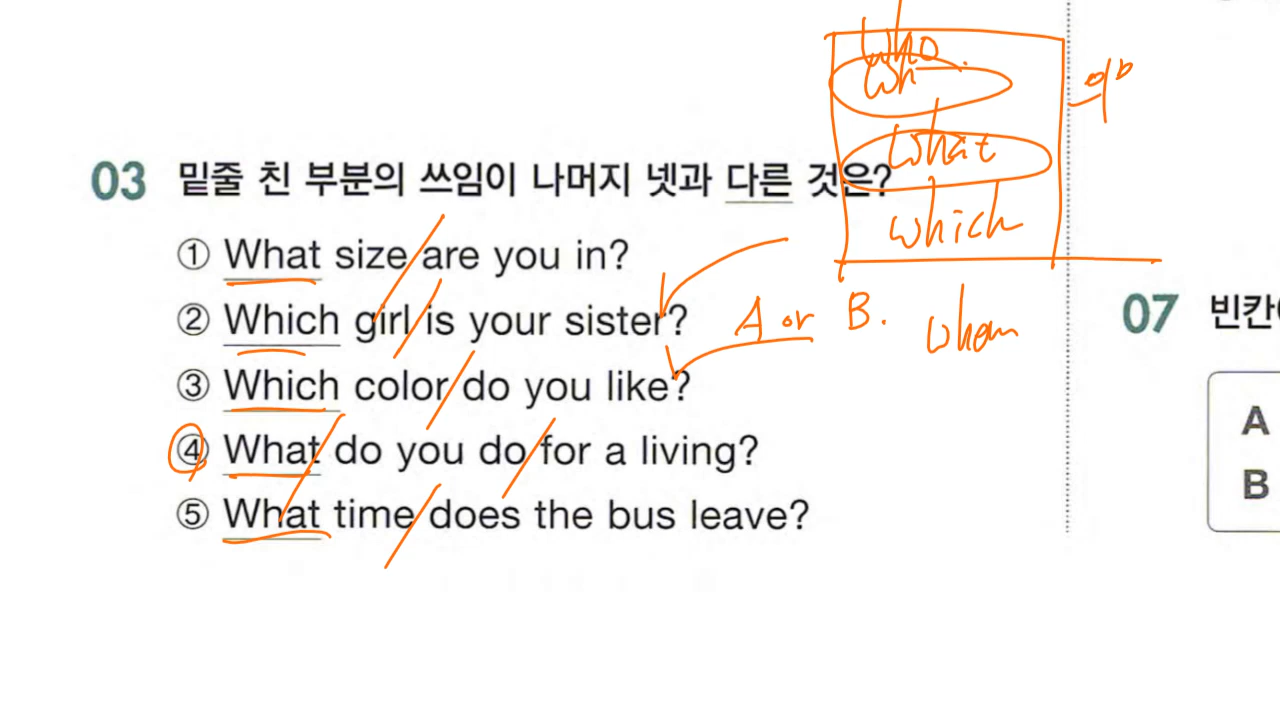 who
wh
what
which
03 밑줄 친 부분의 쓰임이 나머지 넷과 다른 것은?
① What size are you in?
② Which girl is your sister?
③ Which color do you like?
④ What do you do for a living?
⑤ What time does the bus leave?
A or B.
whom
07 빈칸
A
B